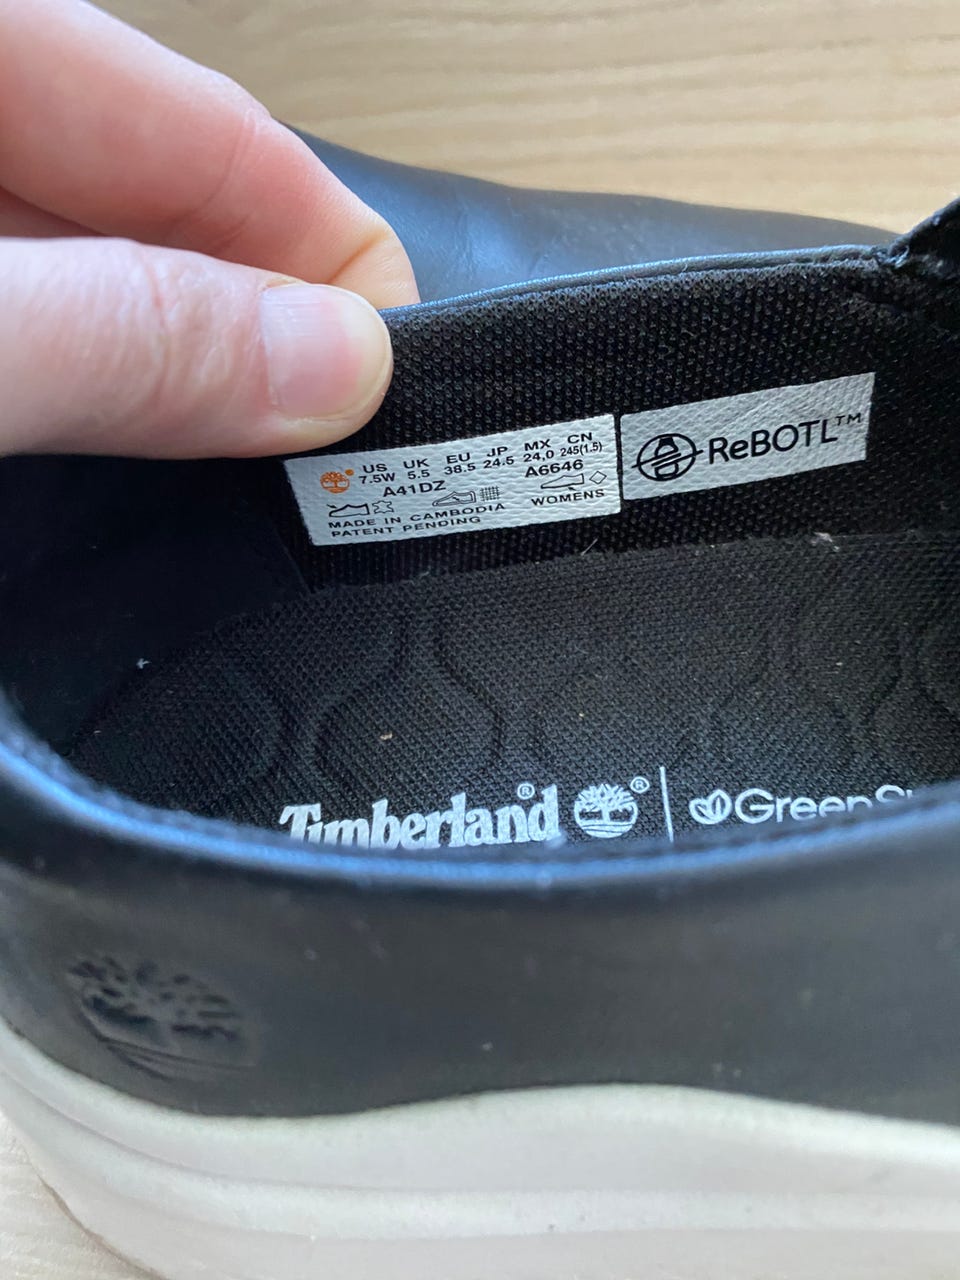 US UK EU JP MX CN
7.5W 5.5 38.5 24.5 24,0 245(1.5)
A41DZ A6646
WOMENS
MADE IN CAMBODIA
PATENT PENDING
ReBOTL™
Timberland® ® | GreenSt